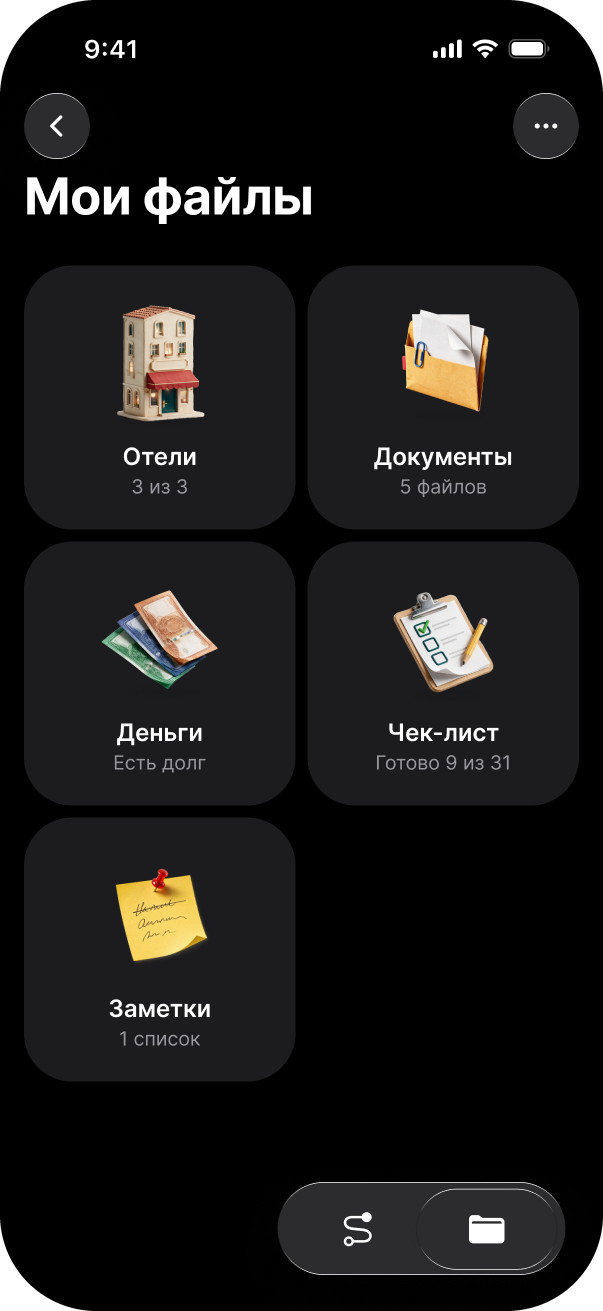 9:41
Мои файлы
Отели
3 из 3
Документы
5 файлов
Деньги
Есть долг
Чек-лист
Готово 9 из 31
Заметки
1 список